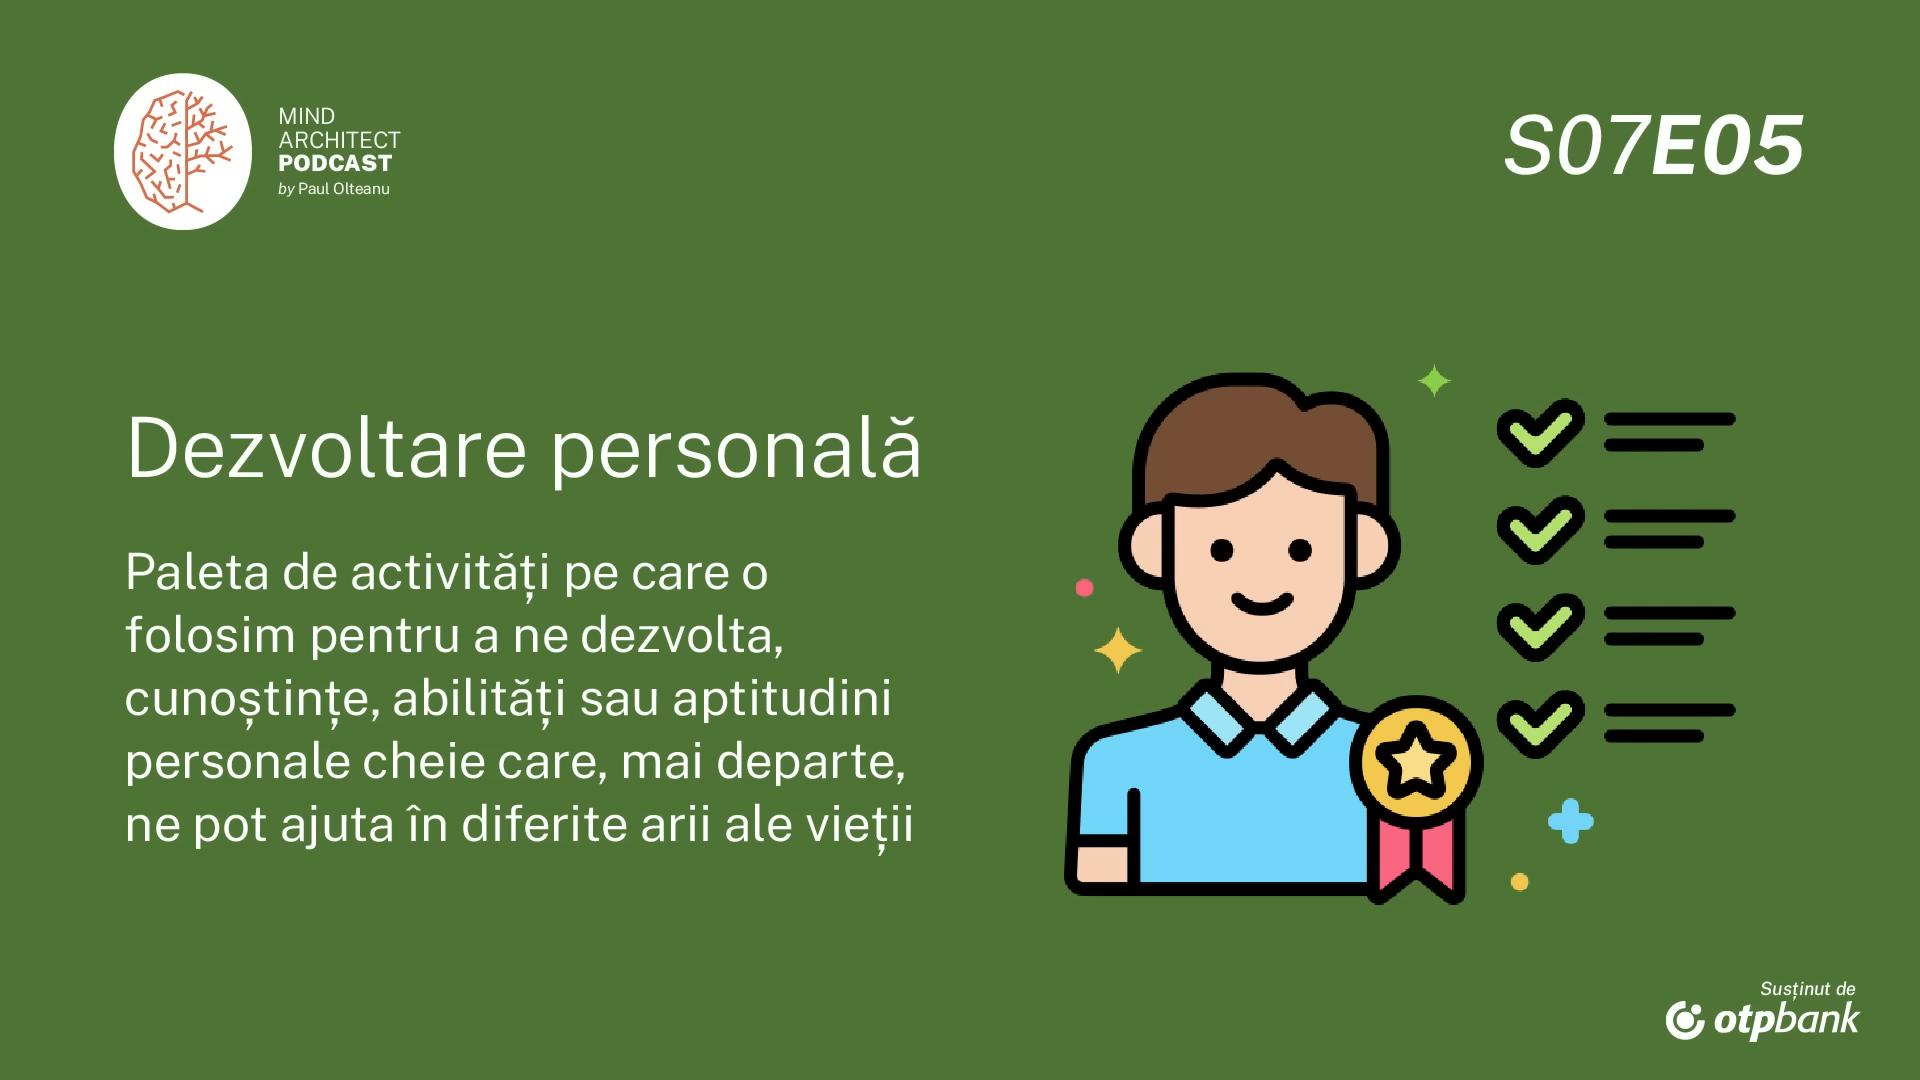 MIND
ARCHITECT
PODCAST
by Paul Olteanu
S07E05
Dezvoltare personală
Paleta de activități pe care o
folosim pentru a ne dezvolta,
cunoștințe, abilități sau aptitudini
personale cheie care, mai departe,
ne pot ajuta în diferite arii ale vieții
Susținut de
otpbank